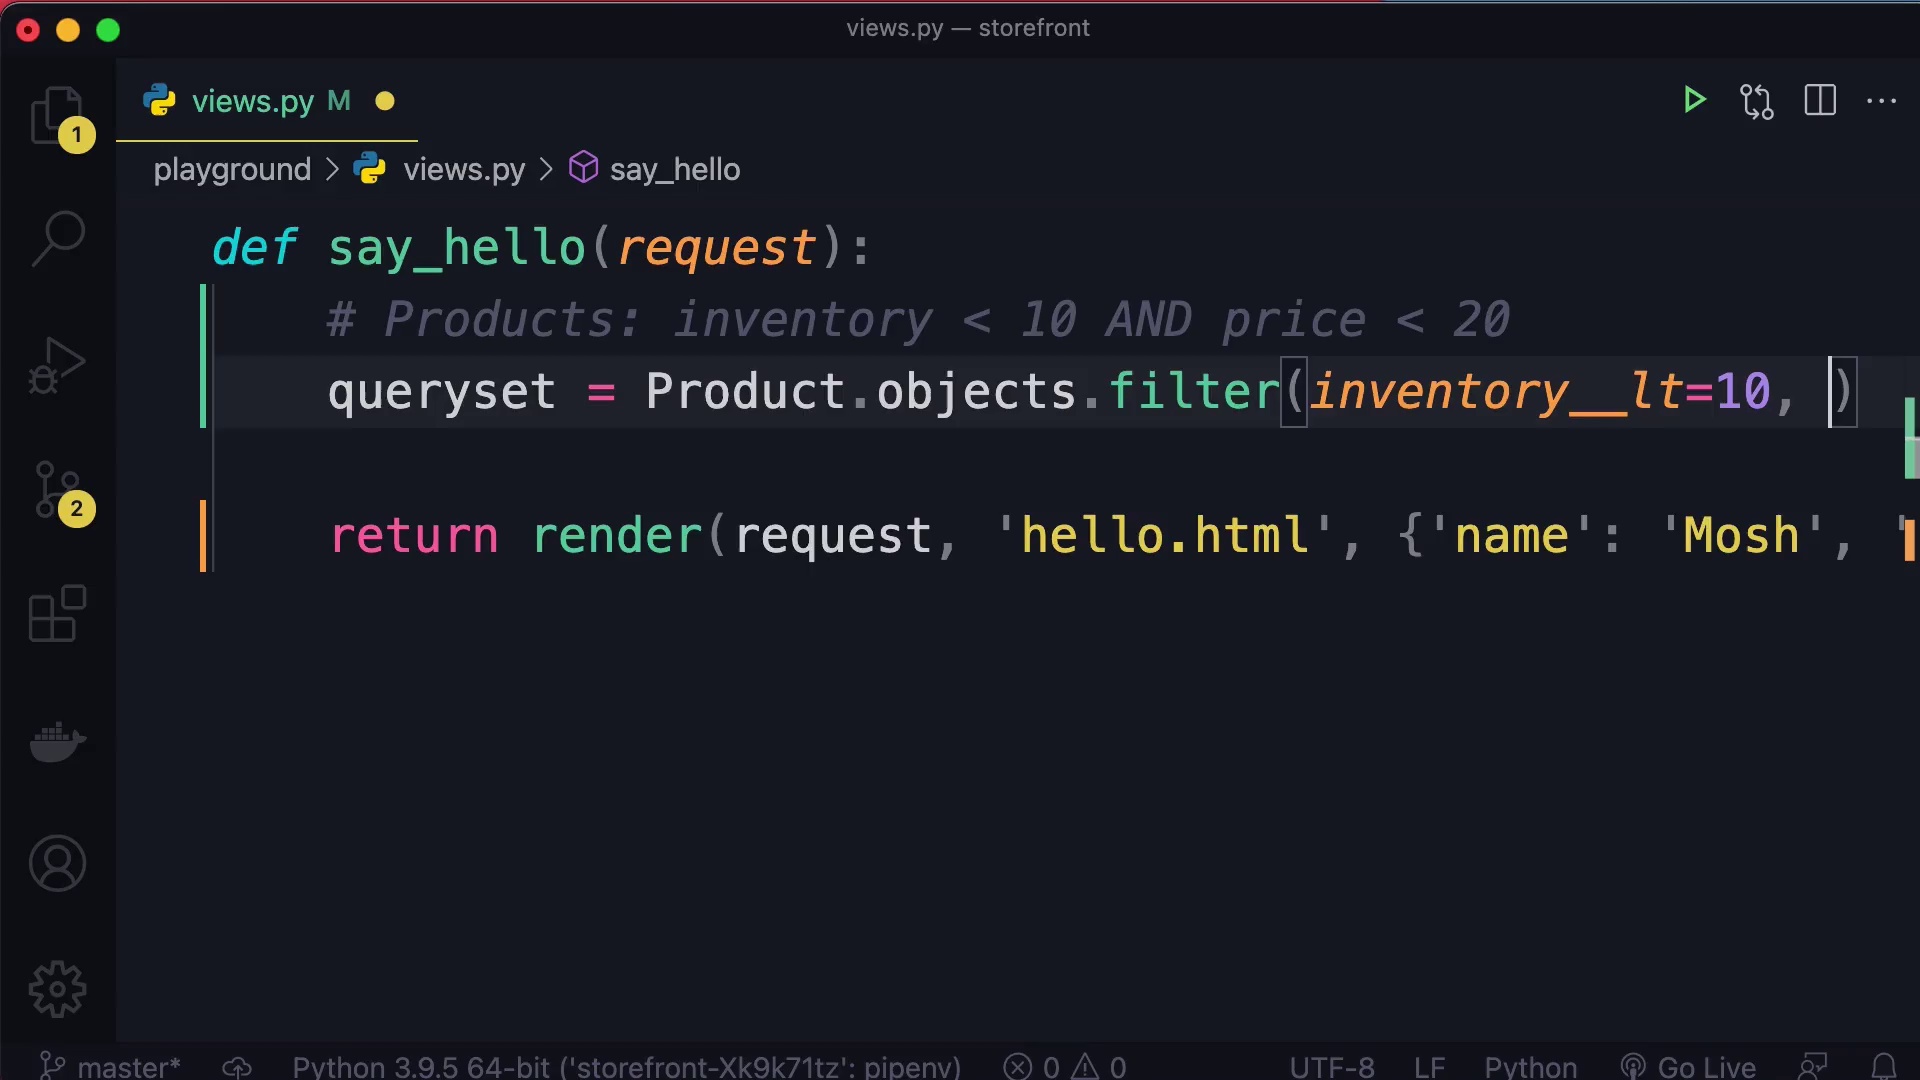 views.py — storefront
views.py M
1
playground > views.py > say_hello
def say_hello(request):
# Products: inventory < 10 AND price < 20
queryset = Product.objects.filter(inventory__lt=10, )
return render(request, 'hello.html', {'name': 'Mosh', '
2
master* Python 3.9.5 64-bit ('storefront-Xk9k71tz': pipenv) 0 0 UTF-8 LF Python Go Live